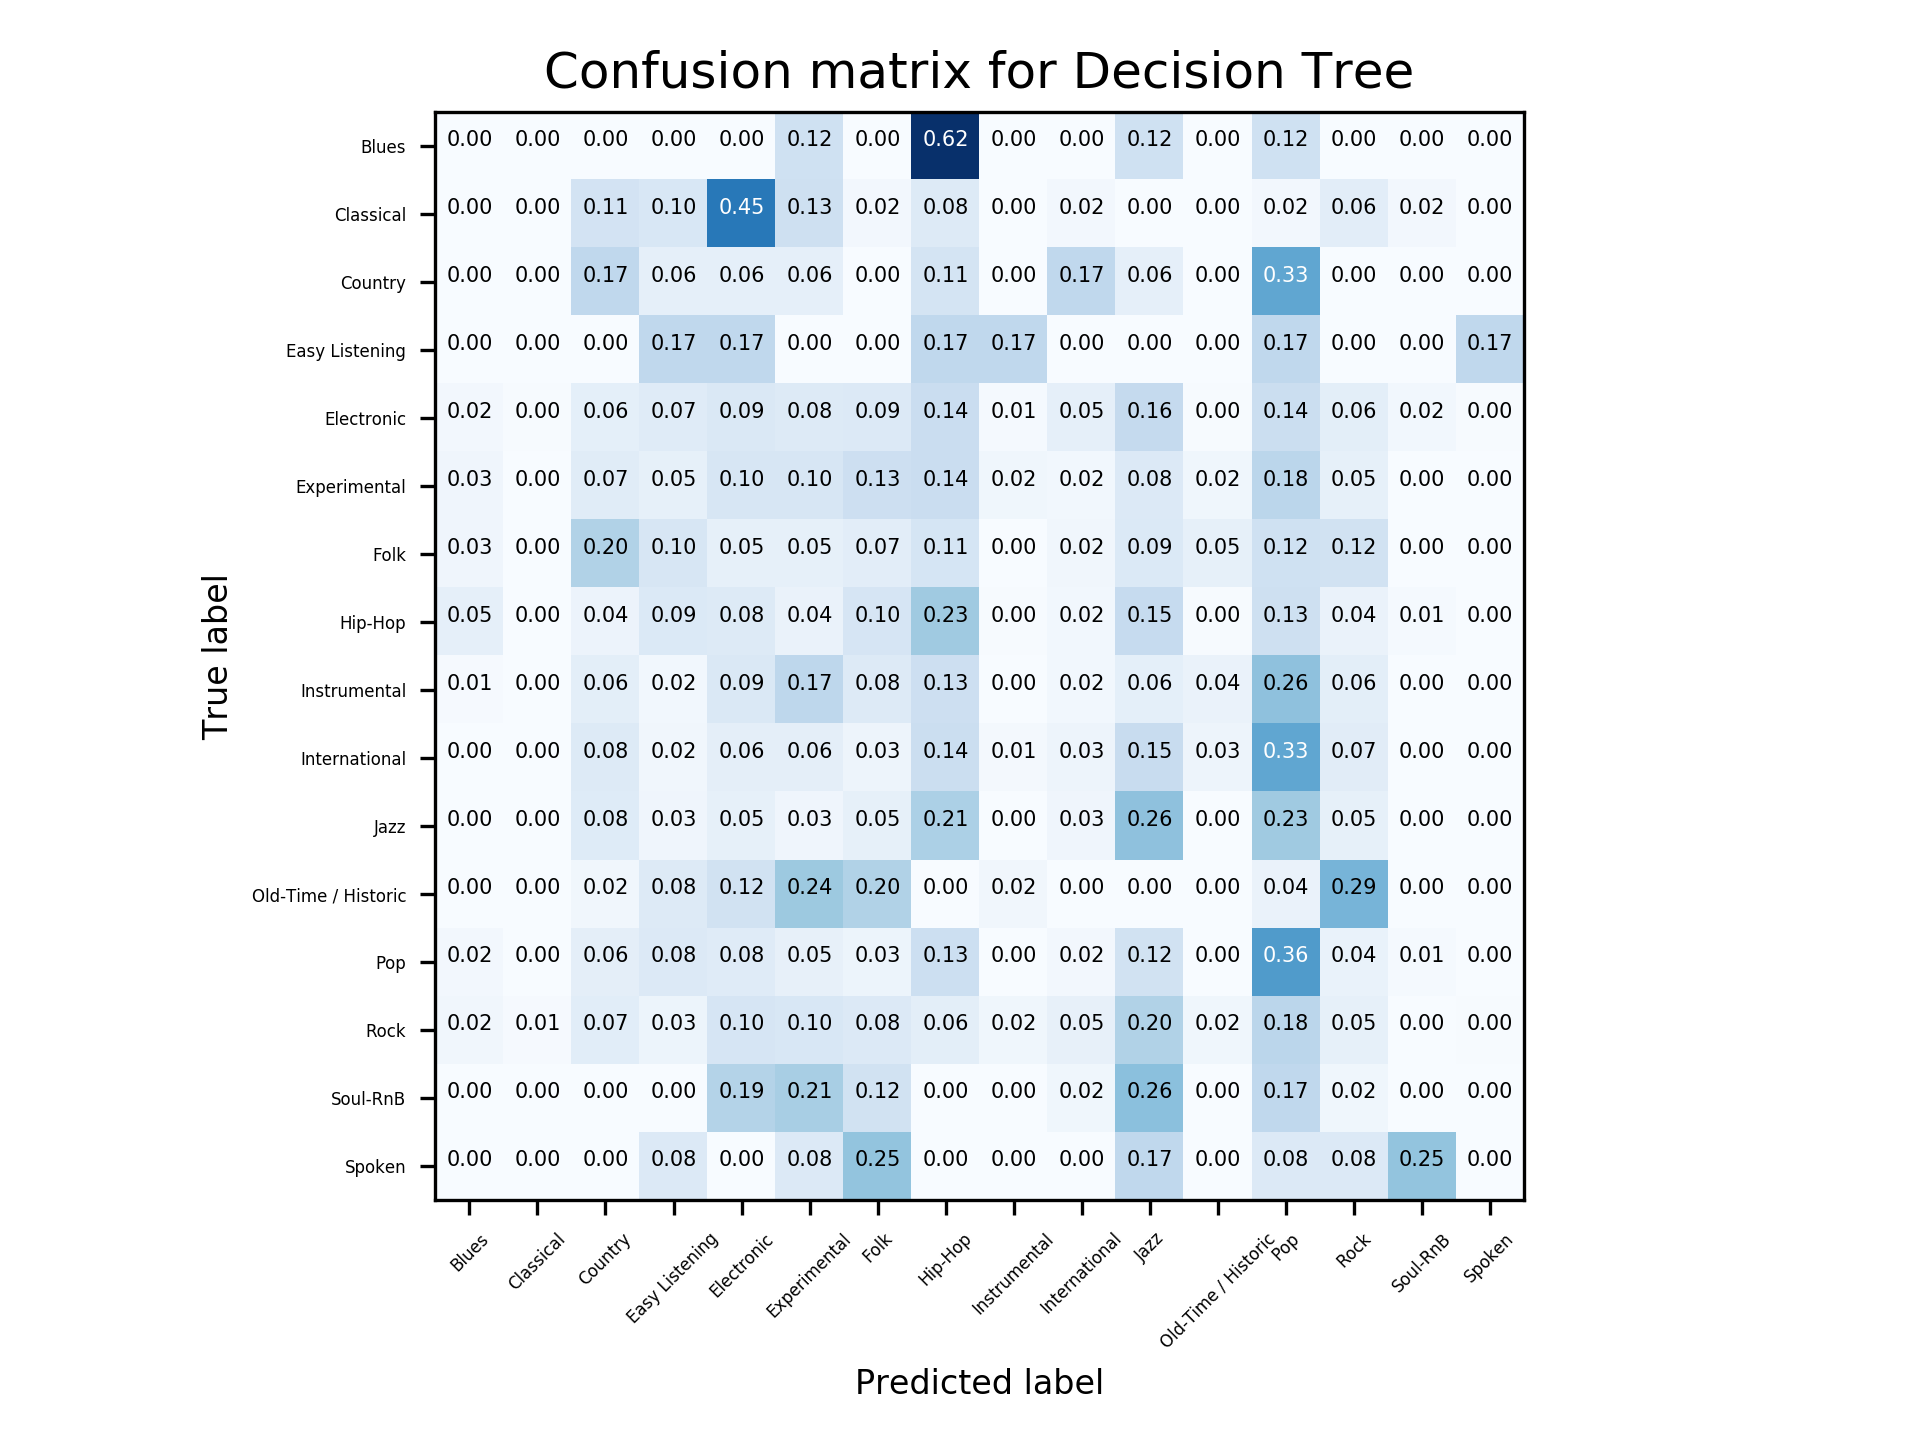 Confusion matrix for Decision Tree
True label
Blues 0.00 0.00 0.00 0.00 0.00 0.12 0.00 0.62 0.00 0.00 0.12 0.00 0.12 0.00 0.00 0.00
Classical 0.00 0.00 0.11 0.10 0.45 0.13 0.02 0.08 0.00 0.02 0.00 0.00 0.02 0.06 0.02 0.00
Country 0.00 0.00 0.17 0.06 0.06 0.06 0.00 0.11 0.00 0.17 0.06 0.00 0.33 0.00 0.00 0.00
Easy Listening 0.00 0.00 0.00 0.17 0.17 0.00 0.00 0.17 0.17 0.00 0.00 0.00 0.17 0.00 0.00 0.17
Electronic 0.02 0.00 0.06 0.07 0.09 0.08 0.09 0.14 0.01 0.05 0.16 0.00 0.14 0.06 0.02 0.00
Experimental 0.03 0.00 0.07 0.05 0.10 0.10 0.13 0.14 0.02 0.02 0.08 0.02 0.18 0.05 0.00 0.00
Folk 0.03 0.00 0.20 0.10 0.05 0.05 0.07 0.11 0.00 0.02 0.09 0.05 0.12 0.12 0.00 0.00
Hip-Hop 0.05 0.00 0.04 0.09 0.08 0.04 0.10 0.23 0.00 0.02 0.15 0.00 0.13 0.04 0.01 0.00
Instrumental 0.01 0.00 0.06 0.02 0.09 0.17 0.08 0.13 0.00 0.02 0.06 0.04 0.26 0.06 0.00 0.00
International 0.00 0.00 0.08 0.02 0.06 0.06 0.03 0.14 0.01 0.03 0.15 0.03 0.33 0.07 0.00 0.00
Jazz 0.00 0.00 0.08 0.03 0.05 0.03 0.05 0.21 0.00 0.03 0.26 0.00 0.23 0.05 0.00 0.00
Old-Time / Historic 0.00 0.00 0.02 0.08 0.12 0.24 0.20 0.00 0.02 0.00 0.00 0.00 0.04 0.29 0.00 0.00
Pop 0.02 0.00 0.06 0.08 0.08 0.05 0.03 0.13 0.00 0.02 0.12 0.00 0.36 0.04 0.01 0.00
Rock 0.02 0.01 0.07 0.03 0.10 0.10 0.08 0.06 0.02 0.05 0.20 0.02 0.18 0.05 0.00 0.00
Soul-RnB 0.00 0.00 0.00 0.00 0.19 0.21 0.12 0.00 0.00 0.02 0.26 0.00 0.17 0.02 0.00 0.00
Spoken 0.00 0.00 0.00 0.08 0.00 0.08 0.25 0.00 0.00 0.00 0.17 0.00 0.08 0.08 0.25 0.00
Blues Classical Country Easy Listening Electronic Experimental Folk Hip-Hop Instrumental International Jazz Old-Time / Historic Pop Rock Soul-RnB Spoken
Predicted label